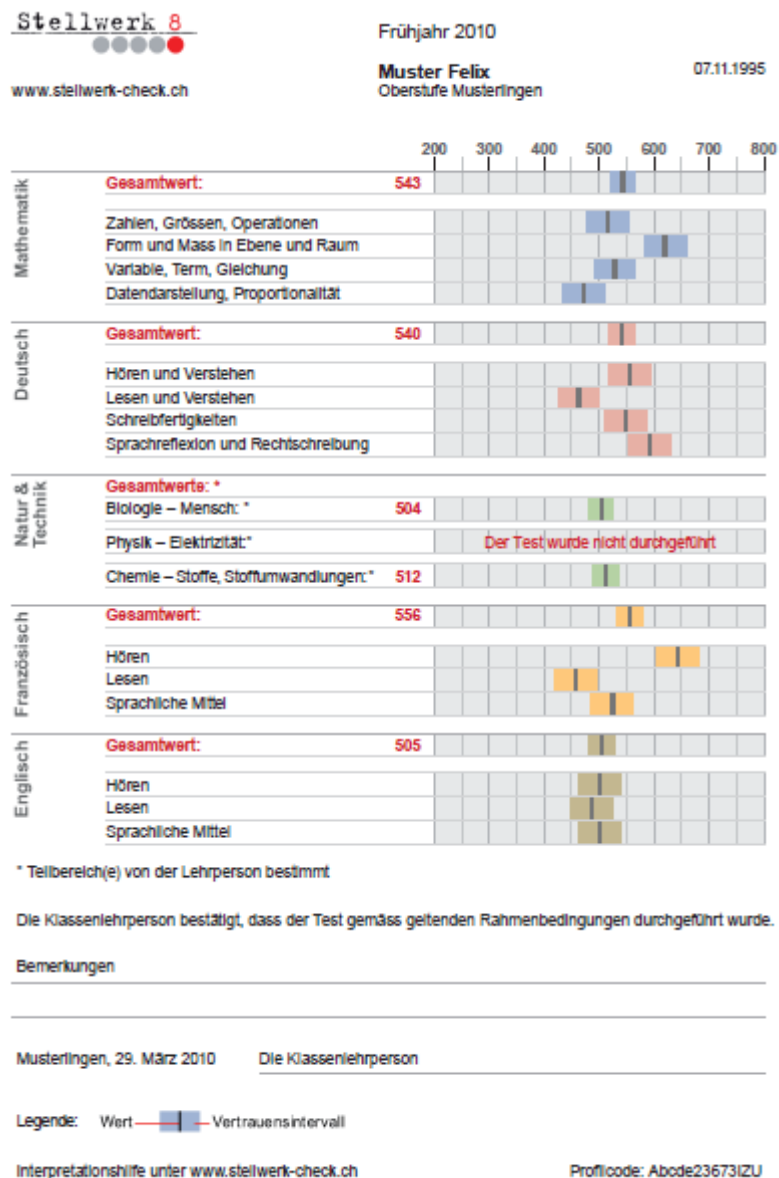 Stellwerk 8
Frühjahr 2010
Muster Felix 07.11.1995
www.stellwerk-check.ch Oberstufe Musterlingen
200 300 400 500 600 700 800
Mathematik
Gesamtwert: 543
Zahlen, Grössen, Operationen
Form und Mass in Ebene und Raum
Variable, Term, Gleichung
Datendarstellung, Proportionalität
Deutsch
Gesamtwert: 540
Hören und Verstehen
Lesen und Verstehen
Schreibfertigkeiten
Sprachreflexion und Rechtschreibung
Natur &
Technik
Gesamtwerte: *
Biologie – Mensch: * 504
Physik – Elektrizität:* Der Test wurde nicht durchgeführt
Chemie – Stoffe, Stoffumwandlungen:* 512
Französisch
Gesamtwert: 556
Hören
Lesen
Sprachliche Mittel
Englisch
Gesamtwert: 505
Hören
Lesen
Sprachliche Mittel
* Teilbereich(e) von der Lehrperson bestimmt
Die Klassenlehrperson bestätigt, dass der Test gemäss geltenden Rahmenbedingungen durchgeführt wurde.
Bemerkungen
Musterlingen, 29. März 2010 Die Klassenlehrperson
Legende: Wert Vertrauensintervall
Interpretationshilfe unter www.stellwerk-check.ch Profilcode: Abcde23673IZU